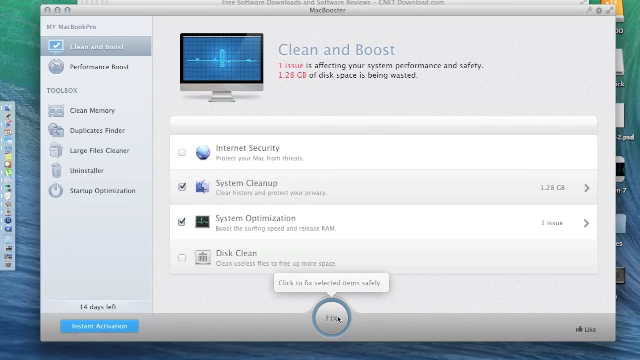 Free Software Downloads and Software Reviews - CNET Download.com
MacBooster
MY MacBookPro
Clean and Boost
Performance Boost
TOOLBOX
Clean Memory
Duplicates Finder
Large Files Cleaner
Uninstaller
Startup Optimization
14 days left
Instant Activation
Clean and Boost
1 issue is affecting your system performance and safety.
1.28 GB of disk space is being wasted.
Internet Security
Protect your Mac from threats.
System Cleanup
Clear history and protect your privacy.
1.28 GB
System Optimization
Boost the surfing speed and release RAM.
1 issue
Disk Clean
Clean useless files to free up more space.
Click to fix selected items safely
Fix
Like
-2.psd